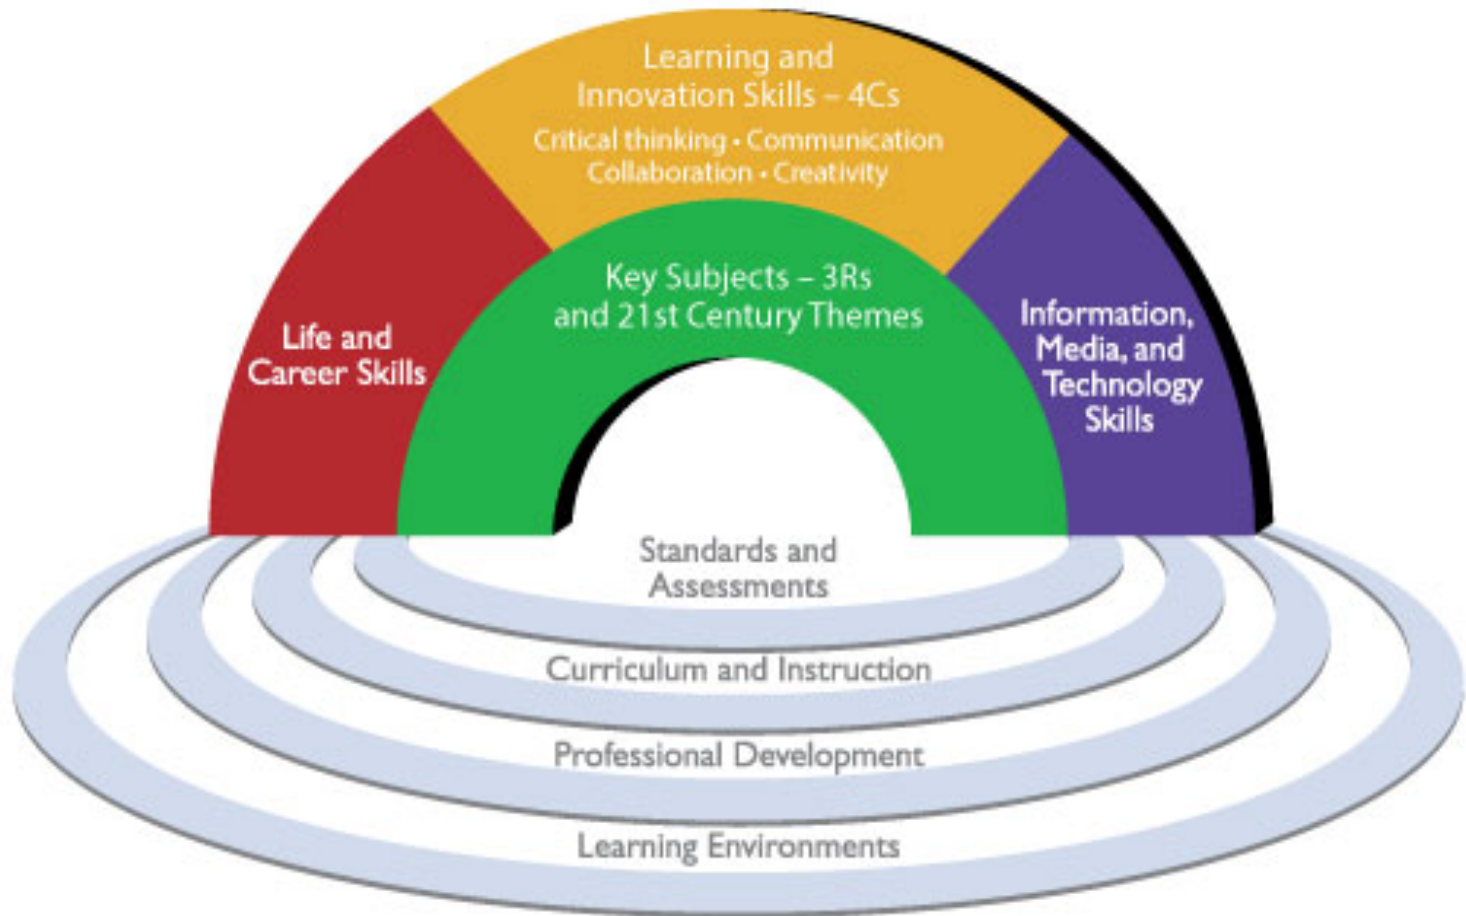 Learning and
Innovation Skills – 4Cs
Critical thinking • Communication
Collaboration • Creativity
Key Subjects – 3Rs
and 21st Century Themes
Life and
Career Skills
Information,
Media, and
Technology
Skills
Standards and
Assessments
Curriculum and Instruction
Professional Development
Learning Environments